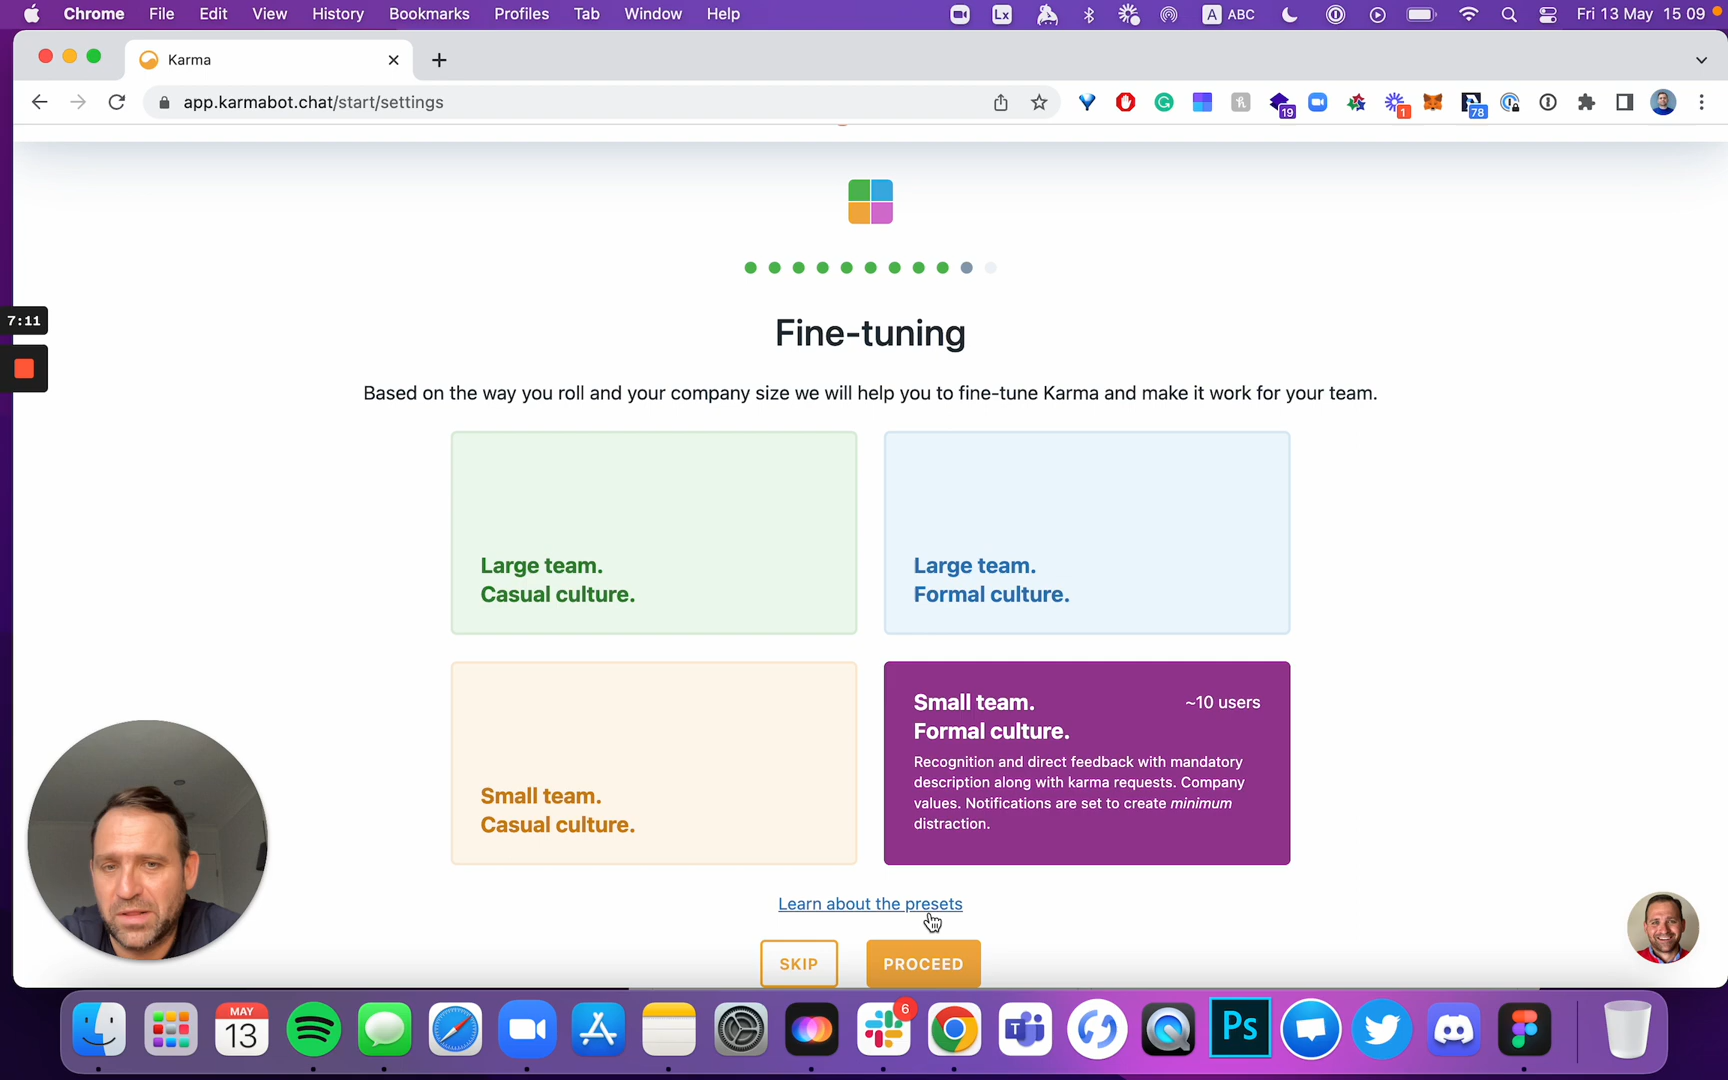 Chrome File Edit View History Bookmarks Profiles Tab Window Help Lx A ABC Fri 13 May 15 09
Karma
app.karmabot.chat/start/settings
19 1 78
7:11
Fine-tuning
Based on the way you roll and your company size we will help you to fine-tune Karma and make it work for your team.
Large team.
Casual culture.
Large team.
Formal culture.
Small team.
Casual culture.
Small team. ~10 users
Formal culture.
Recognition and direct feedback with mandatory
description along with karma requests. Company
values. Notifications are set to create minimum
distraction.
Learn about the presets
SKIP PROCEED
MAY
13
6
Ps